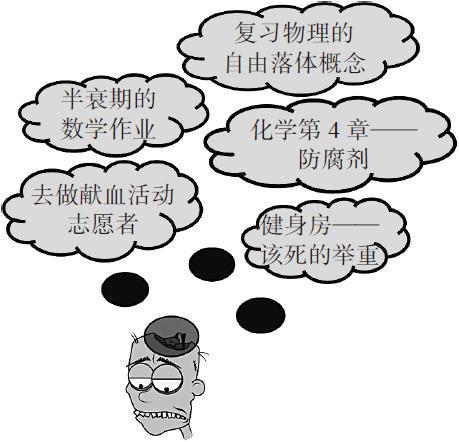 复习物理的
自由落体概念
半衰期的
数学作业
化学第 4 章——
防腐剂
去做献血活动
志愿者
健身房——
该死的举重